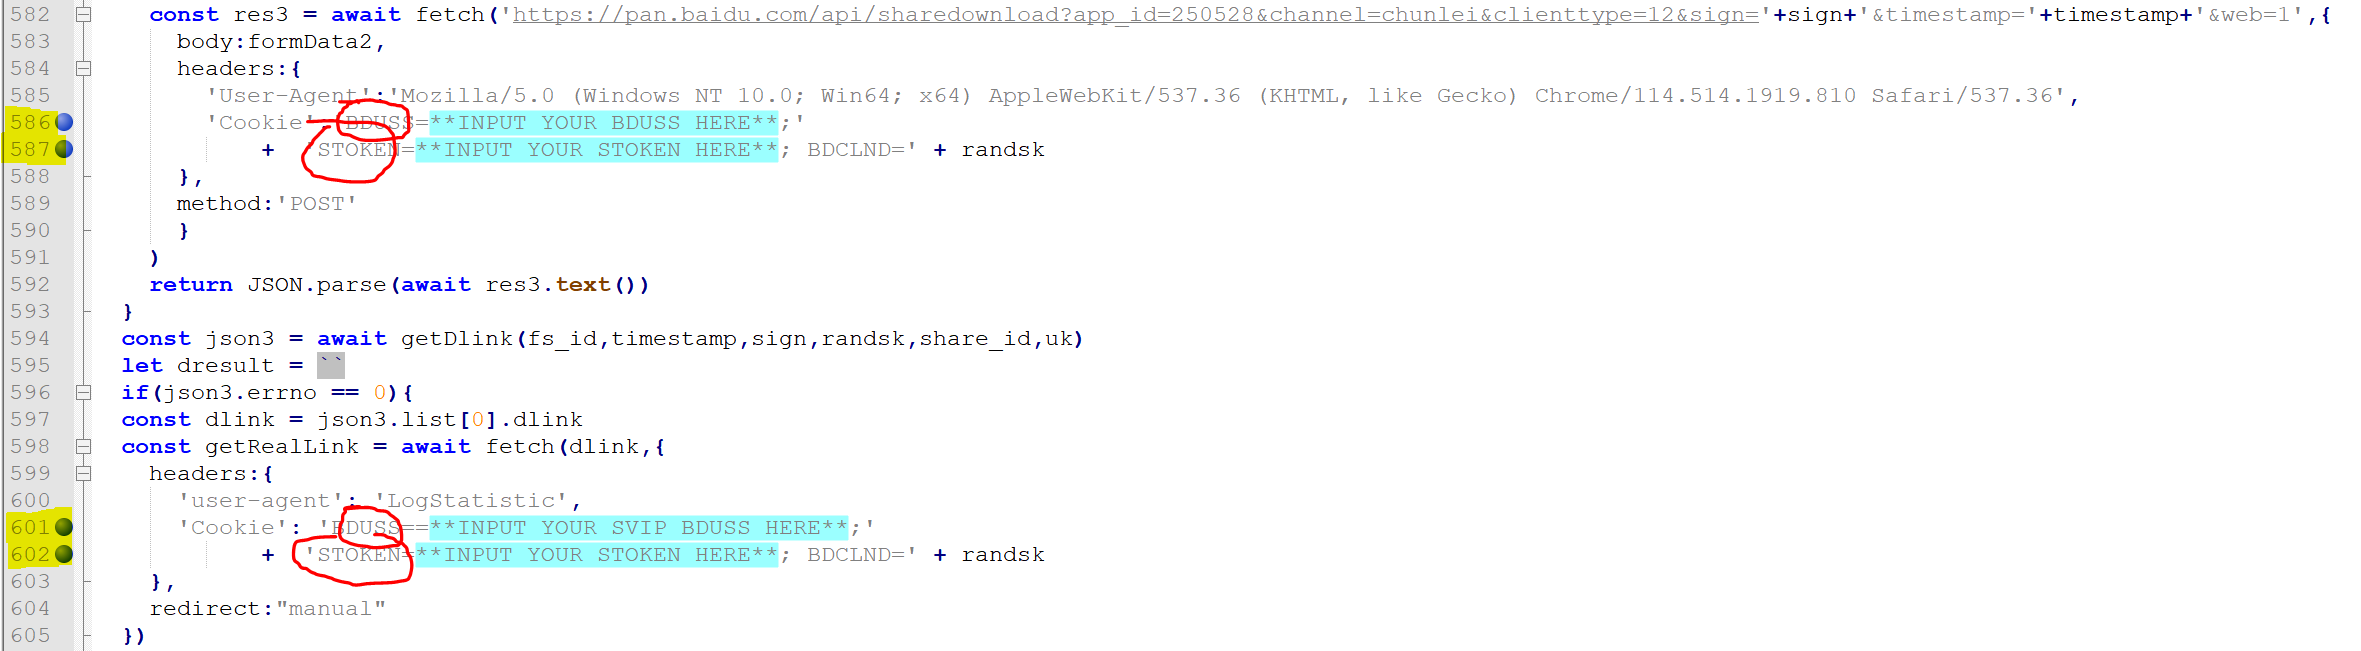 582 const res3 = await fetch('https://pan.baidu.com/api/sharedownload?app_id=250528&channel=chunlei&clienttype=12&sign='+sign+'&timestamp='+timestamp+'&web=1',{
583 body:formData2,
584 headers:{
585 'User-Agent':'Mozilla/5.0 (Windows NT 10.0; Win64; x64) AppleWebKit/537.36 (KHTML, like Gecko) Chrome/114.514.1919.810 Safari/537.36',
586 'Cookie': 'BDUSS=**INPUT YOUR BDUSS HERE**;'
587 + 'STOKEN=**INPUT YOUR STOKEN HERE**; BDCLND=' + randsk
588 },
589 method:'POST'
590 }
591 )
592 return JSON.parse(await res3.text())
593 }
594 const json3 = await getDlink(fs_id,timestamp,sign,randsk,share_id,uk)
595 let dresult = ``
596 if(json3.errno == 0){
597 const dlink = json3.list[0].dlink
598 const getRealLink = await fetch(dlink,{
599 headers:{
600 'user-agent': 'LogStatistic',
601 'Cookie': 'BDUSS==**INPUT YOUR SVIP BDUSS HERE**;'
602 + 'STOKEN=**INPUT YOUR STOKEN HERE**; BDCLND=' + randsk
603 },
604 redirect:"manual"
605 })